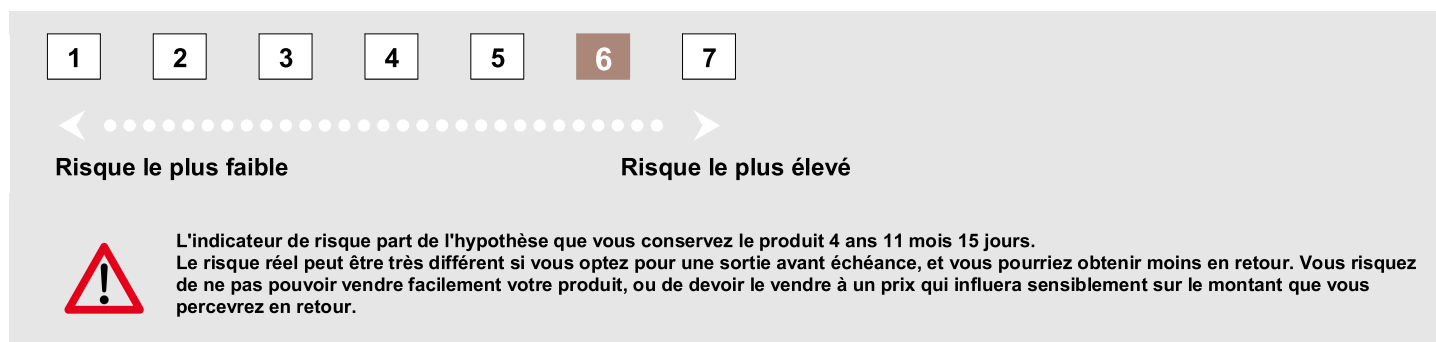 1 2 3 4 5 6 7
Risque le plus faible Risque le plus élevé
L'indicateur de risque part de l'hypothèse que vous conservez le produit 4 ans 11 mois 15 jours.
Le risque réel peut être très différent si vous optez pour une sortie avant échéance, et vous pourriez obtenir moins en retour. Vous risquez
de ne pas pouvoir vendre facilement votre produit, ou de devoir le vendre à un prix qui influera sensiblement sur le montant que vous
percevrez en retour.